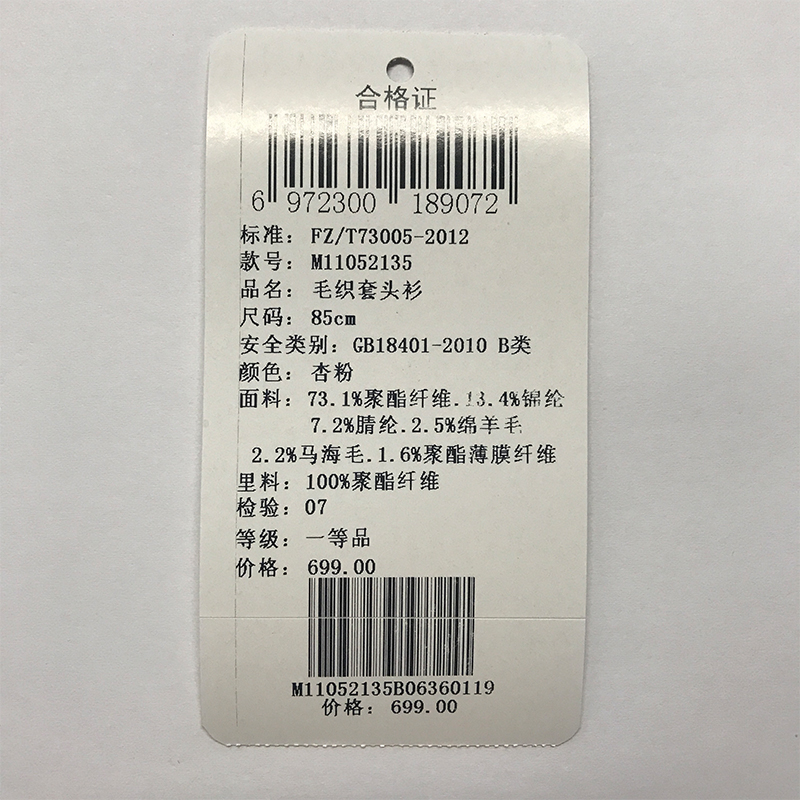 合格证
6 972300 189072
标准：FZ/T73005-2012
款号：M11052135
品名：毛织套头衫
尺码：85cm
安全类别：GB18401-2010 B类
颜色：杏粉
面料：73.1%聚酯纤维.13.4%锦纶
7.2%腈纶.2.5%绵羊毛
2.2%马海毛.1.6%聚酯薄膜纤维
里料：100%聚酯纤维
检验：07
等级：一等品
价格：699.00
M11052135B06360119
价格：699.00